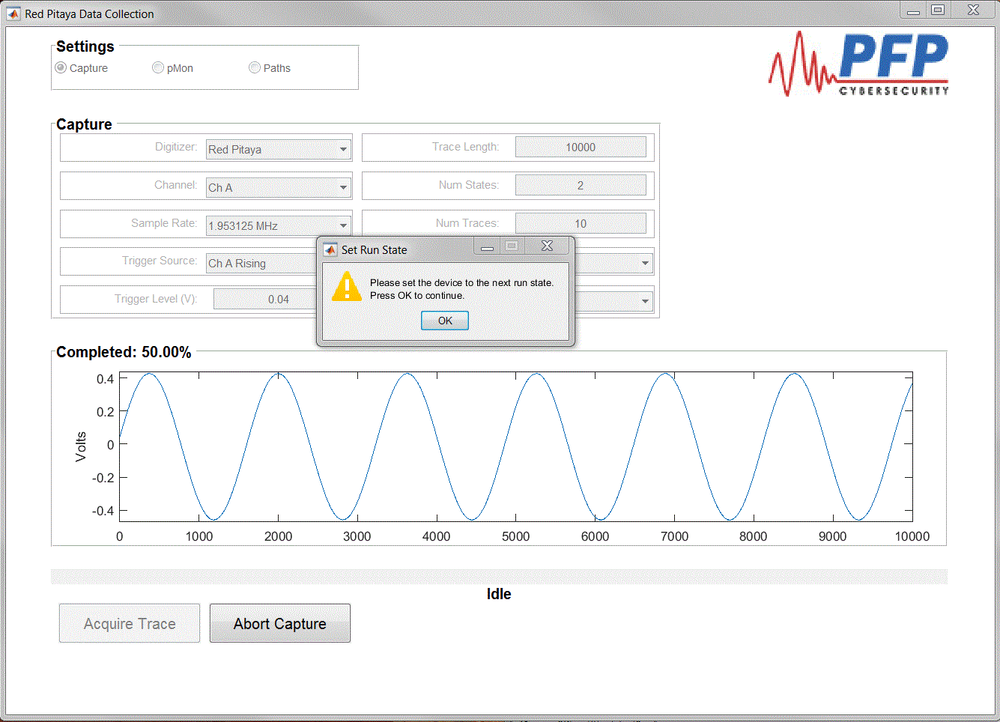 Red Pitaya Data Collection
Settings
Capture pMon Paths
PFP
CYBERSECURITY
Capture
Digitizer: Red Pitaya Trace Length: 10000
Channel: Ch A Num States: 2
Sample Rate: 1.953125 MHz Num Traces: 10
Trigger Source: Ch A Rising
Trigger Level (V): 0.04
Set Run State
Please set the device to the next run state.
Press OK to continue.
OK
Completed: 50.00%
0.4
0.2
0
-0.2
-0.4
Volts
0 1000 2000 3000 4000 5000 6000 7000 8000 9000 10000
Idle
Acquire Trace Abort Capture